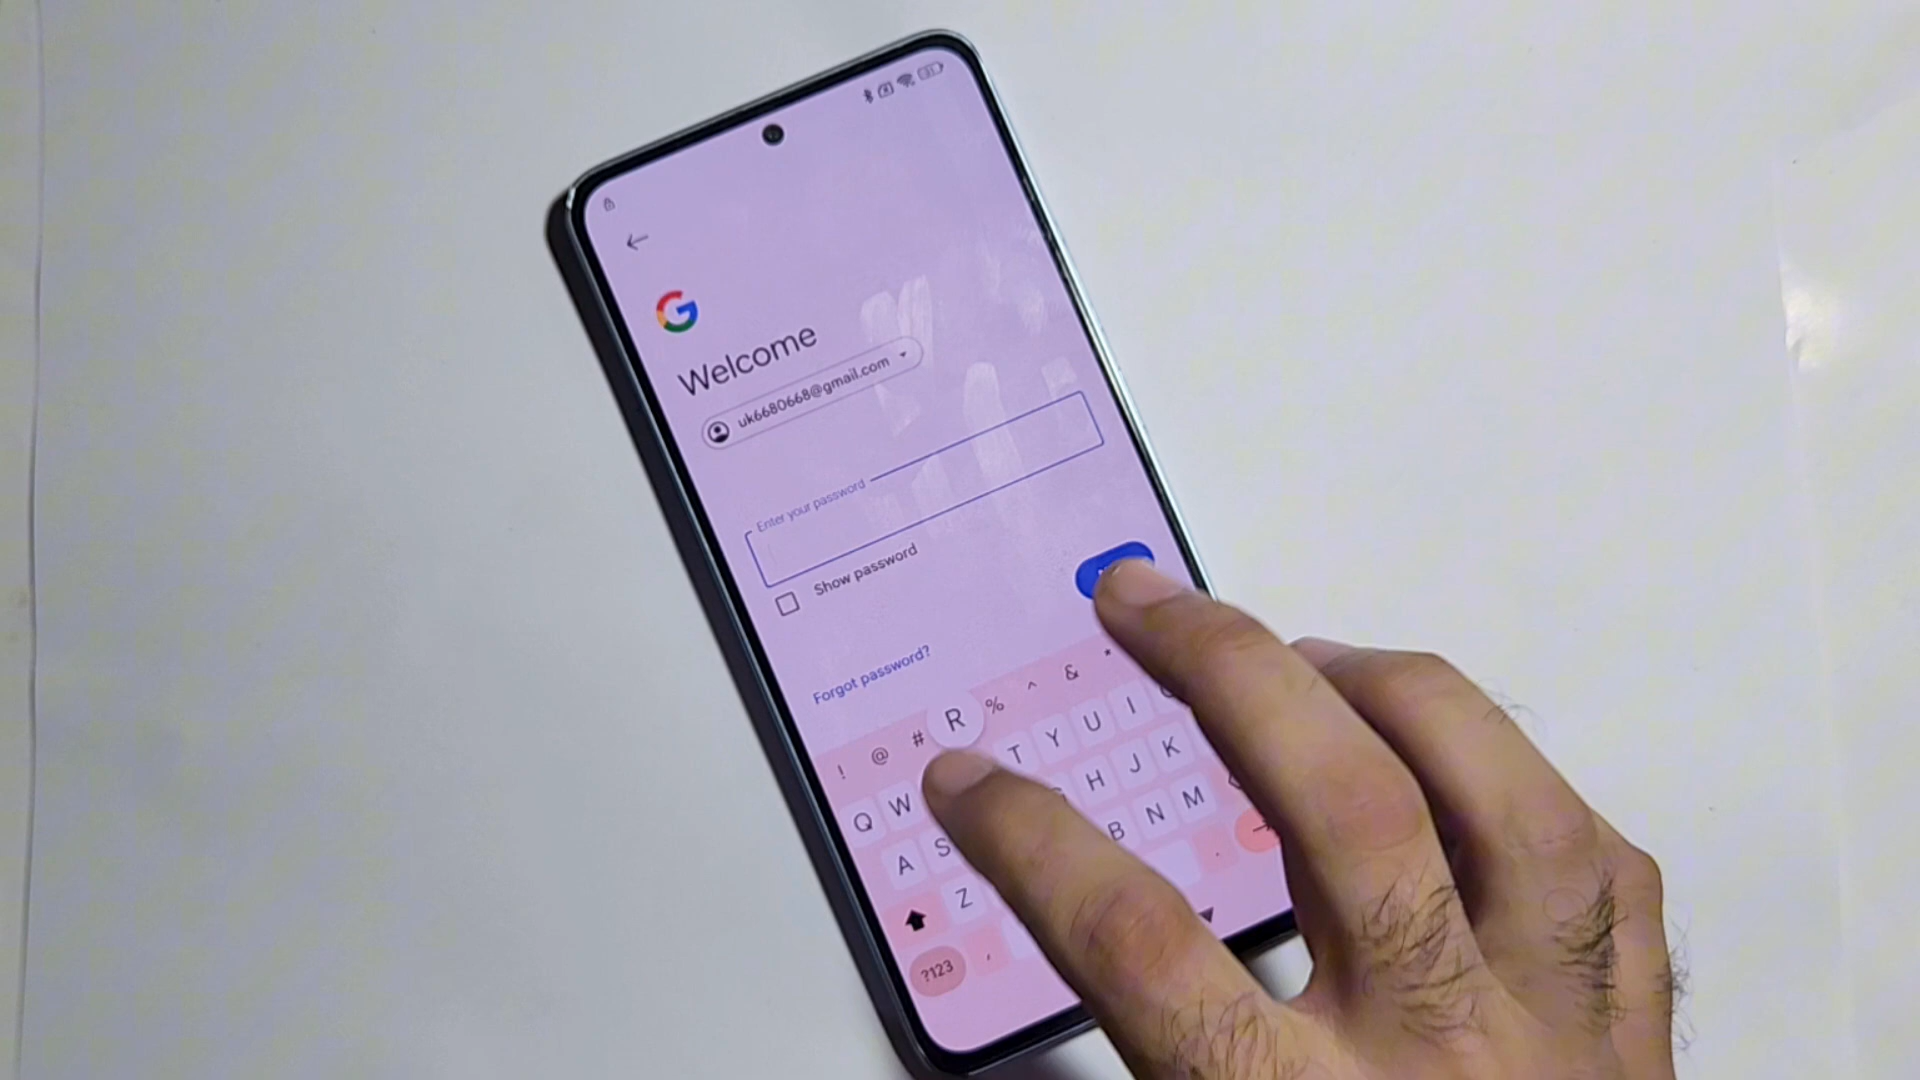 Welcome
uk6680668@gmail.com
Enter your password
Show password
Forgot password?
! @ # R % ^ & *
Q W T Y U I
A S H J K
Z B N M
?123 , .